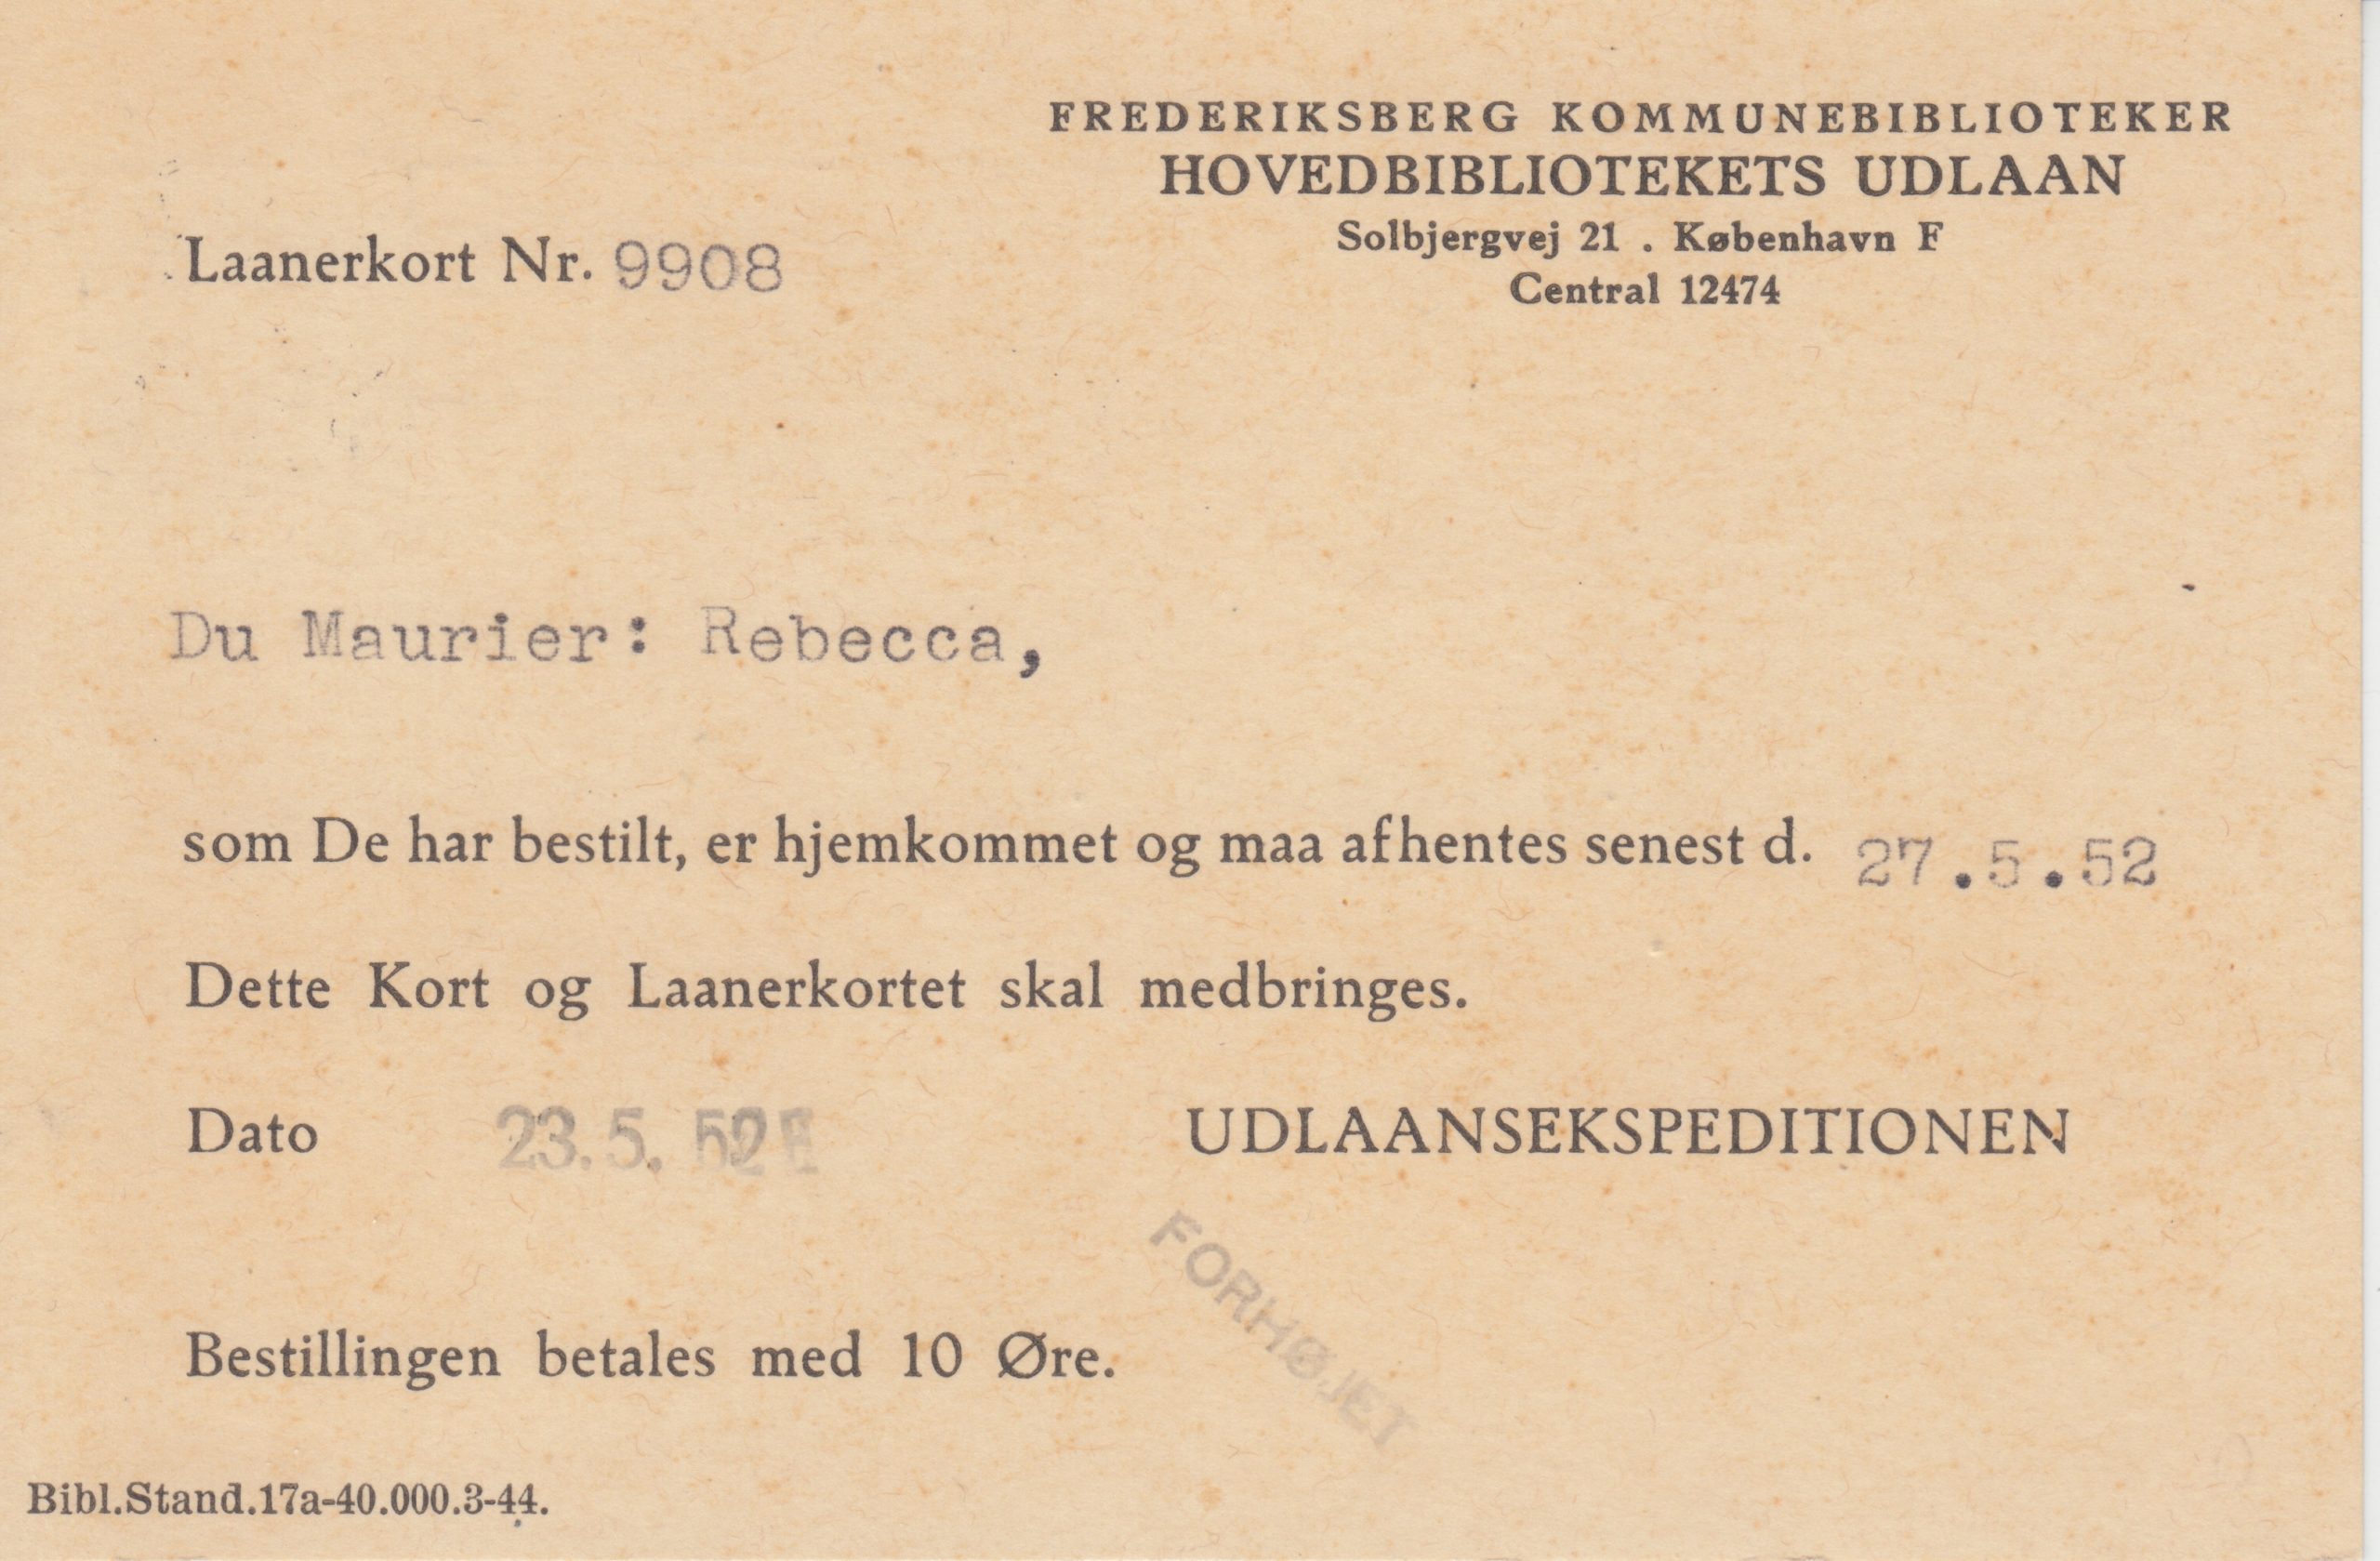 FREDERIKSBERG KOMMUNEBIBLIOTEKER
HOVEDBIBLIOTEKETS UDLAAN
Solbjergvej 21 . København F
Central 12474
Laanerkort Nr. 9908
Du Maurier: Rebecca,
som De har bestilt, er hjemkommet og maa afhentes senest d. 27.5.52
Dette Kort og Laanerkortet skal medbringes.
Dato 23.5.52F
UDLAANSEKSPEDITIONEN
FORHØJET
Bestillingen betales med 10 Øre.
Bibl.Stand.17a-40.000.3-44.